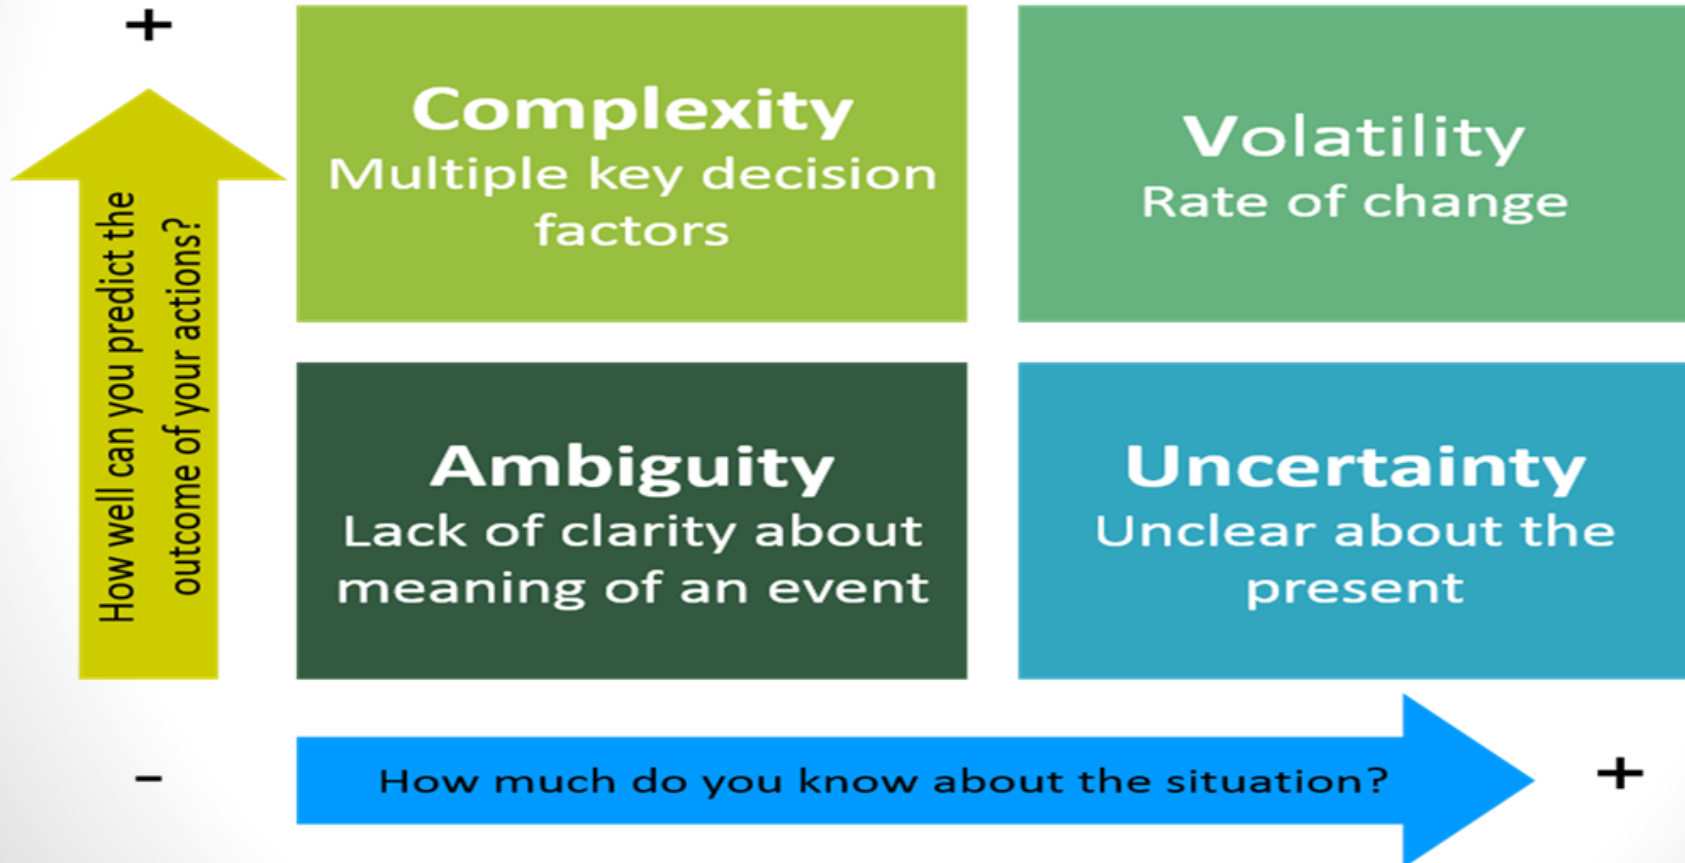 +
Complexity
Multiple key decision
factors
Volatility
Rate of change
How well can you predict the
outcome of your actions?
Ambiguity
Lack of clarity about
meaning of an event
Uncertainty
Unclear about the
present
-
How much do you know about the situation?
+